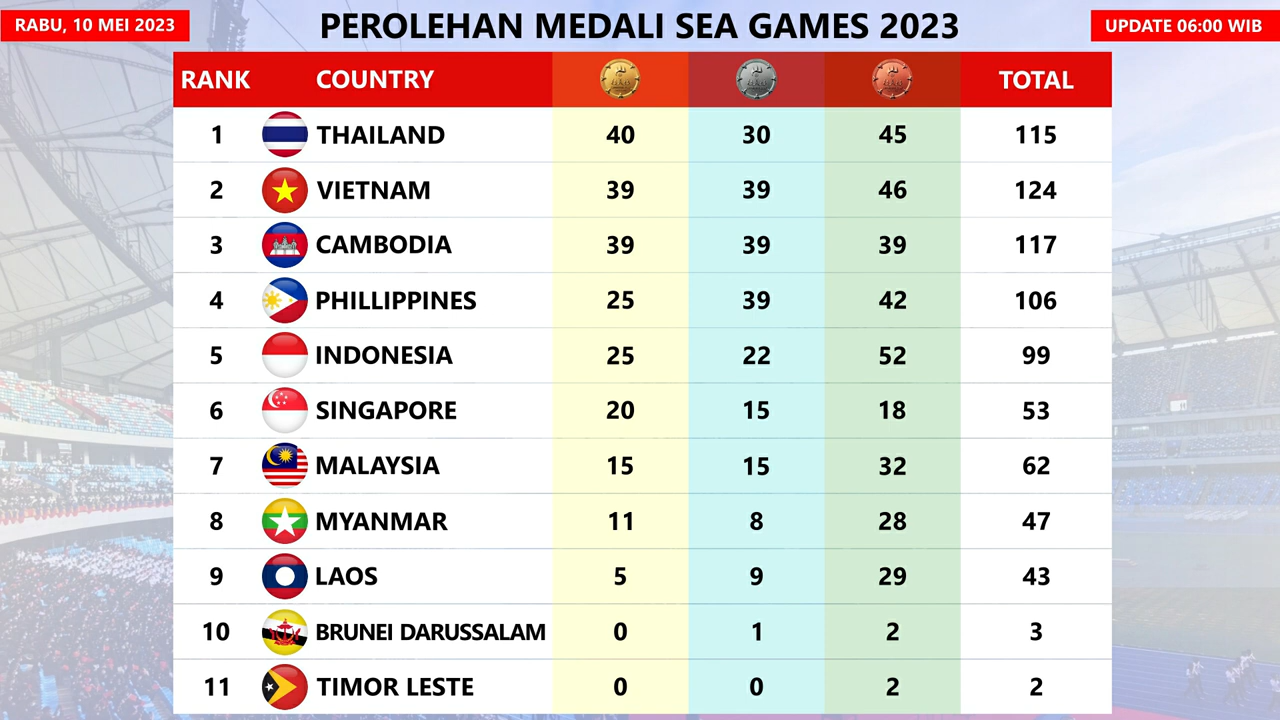 RABU, 10 MEI 2023
PEROLEHAN MEDALI SEA GAMES 2023
UPDATE 06:00 WIB
RANK COUNTRY TOTAL
1 THAILAND 40 30 45 115
2 VIETNAM 39 39 46 124
3 CAMBODIA 39 39 39 117
4 PHILLIPPINES 25 39 42 106
5 INDONESIA 25 22 52 99
6 SINGAPORE 20 15 18 53
7 MALAYSIA 15 15 32 62
8 MYANMAR 11 8 28 47
9 LAOS 5 9 29 43
10 BRUNEI DARUSSALAM 0 1 2 3
11 TIMOR LESTE 0 0 2 2